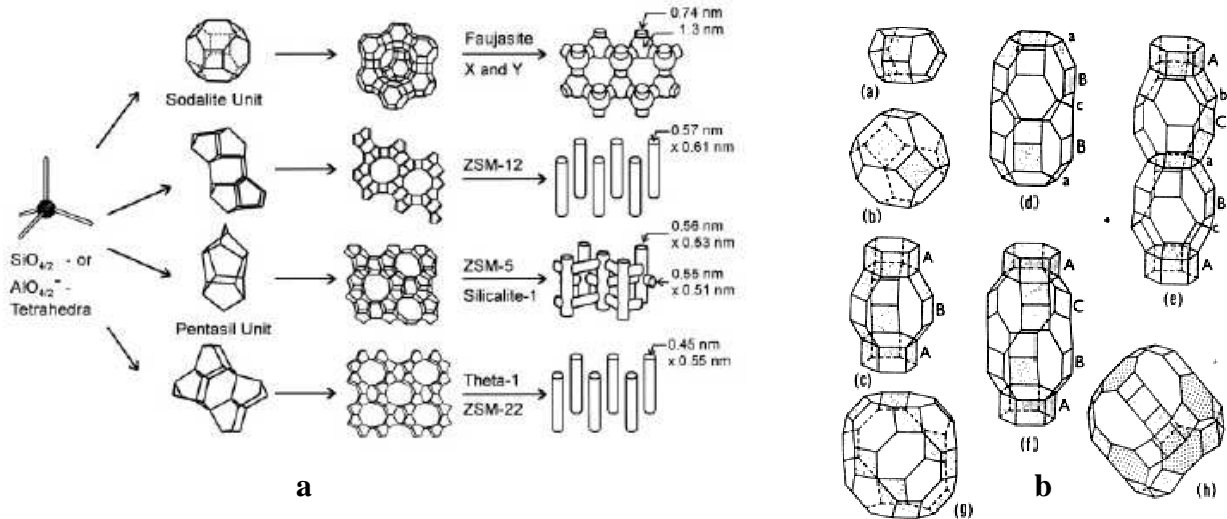 0.74 nm
1.3 nm
Faujasite
X and Y
Sodalite Unit
0.57 nm
x 0.61 nm
ZSM-12
SiO4/2 - or
AlO4/2⁻ -
Tetrahedra
0.56 nm
x 0.53 nm
ZSM-5
Silicalite-1
0.55 nm
x 0.51 nm
Pentasil Unit
0.45 nm
x 0.55 nm
Theta-1
ZSM-22
a
(a)
(b)
a
B
c
B
a
(d)
A
b
C
a
B
c
A
(e)
A
B
A
(c)
A
C
B
A
(f)
(g)
b
(h)